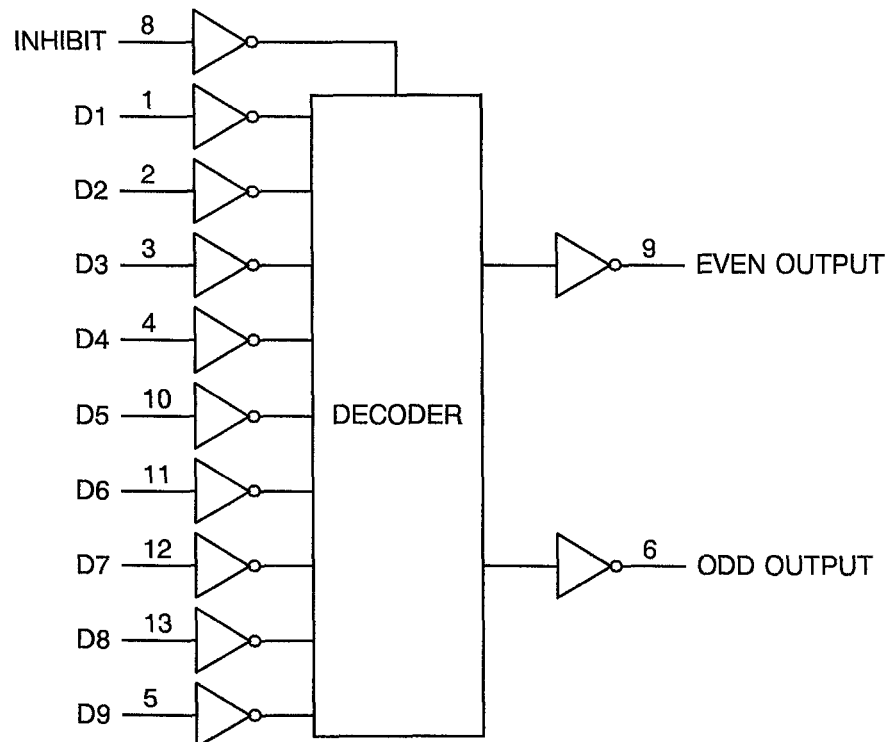 INHIBIT 8
D1 1
D2 2
D3 3
9 EVEN OUTPUT
D4 4
D5 10
DECODER
D6 11
D7 12
6 ODD OUTPUT
D8 13
D9 5